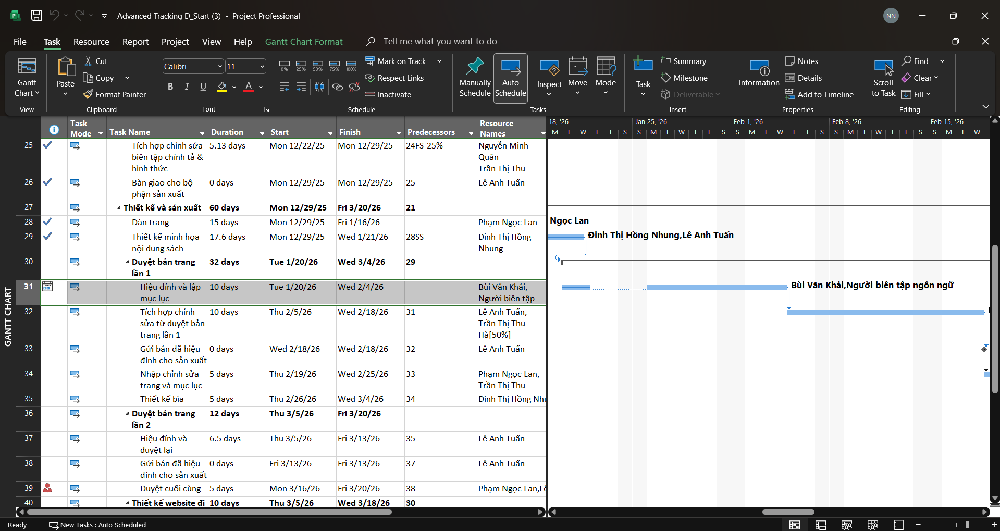 Advanced Tracking D_Start (3) - Project Professional
NN
File Task Resource Report Project View Help Gantt Chart Format Tell me what you want to do
Gantt Chart
View
Paste
Cut
Copy
Format Painter
Clipboard
Calibri 11
B I U A
Font
0% 25% 50% 75% 100%
Mark on Track
Respect Links
Inactivate
Schedule
Manually Schedule
Auto Schedule
Inspect
Move
Mode
Tasks
Task
Summary
Milestone
Deliverable
Insert
Information
Notes
Details
Add to Timeline
Properties
Scroll to Task
Find
Clear
Fill
Editing
GANTT CHART
Task Mode Task Name Duration Start Finish Predecessors Resource Names
18, '26 Jan 25, '26 Feb 1, '26 Feb 8, '26 Feb 15, '26
M T W T F S S M T W T F S S M T W T F S S M T W T F S S M T W
25 Tích hợp chỉnh sửa biên tập chính tả & hình thức 5.13 days Mon 12/22/25 Mon 12/29/25 24FS-25% Nguyễn Minh Quân Trần Thị Thu
26 Bàn giao cho bộ phận sản xuất 0 days Mon 12/29/25 Mon 12/29/25 25 Lê Anh Tuấn
27 Thiết kế và sản xuất 60 days Mon 12/29/25 Fri 3/20/26 21
28 Dàn trang 15 days Mon 12/29/25 Fri 1/16/26 Phạm Ngọc Lan
29 Thiết kế minh họa nội dung sách 17.6 days Mon 12/29/25 Wed 1/21/26 28SS Đinh Thị Hồng Nhung
30 Duyệt bản trang lần 1 32 days Tue 1/20/26 Wed 3/4/26 29
31 Hiệu đính và lập mục lục 10 days Tue 1/20/26 Wed 2/4/26 Bùi Văn Khải, Người biên tập
32 Tích hợp chỉnh sửa từ duyệt bản trang lần 1 10 days Thu 2/5/26 Wed 2/18/26 31 Lê Anh Tuấn, Trần Thị Thu Hà[50%]
33 Gửi bản đã hiệu đính cho sản xuất 0 days Wed 2/18/26 Wed 2/18/26 32 Lê Anh Tuấn
34 Nhập chỉnh sửa trang và mục lục 5 days Thu 2/19/26 Wed 2/25/26 33 Phạm Ngọc Lan, Trần Thị Thu
35 Thiết kế bìa 5 days Thu 2/26/26 Wed 3/4/26 34 Đinh Thị Hồng Nhu
36 Duyệt bản trang lần 2 12 days Thu 3/5/26 Fri 3/20/26
37 Hiệu đính và duyệt lại 6.5 days Thu 3/5/26 Fri 3/13/26 35 Lê Anh Tuấn
38 Gửi bản đã hiệu đính cho sản xuất 0 days Fri 3/13/26 Fri 3/13/26 37 Lê Anh Tuấn
39 Duyệt cuối cùng 5 days Mon 3/16/26 Fri 3/20/26 38 Phạm Ngọc Lan,Lê
40 Thiết kế website đi 10 days Thu 3/5/26 Wed 3/18/26 30
Ngọc Lan
Đinh Thị Hồng Nhung,Lê Anh Tuấn
Bùi Văn Khải,Người biên tập ngôn ngữ
Ready New Tasks : Auto Scheduled